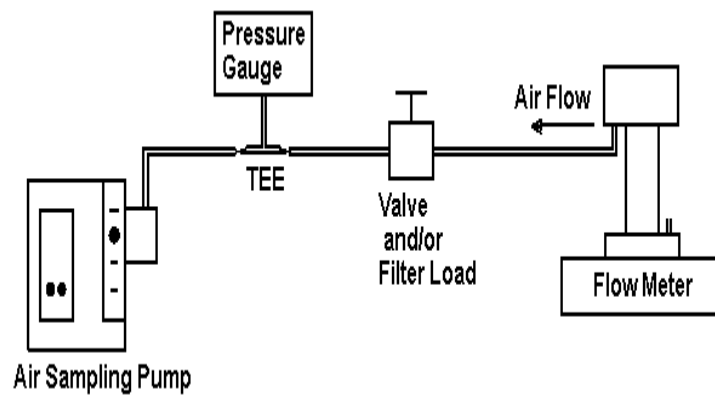 Pressure
Gauge
Air Flow
TEE
Valve
and/or
Filter Load
Flow Meter
Air Sampling Pump